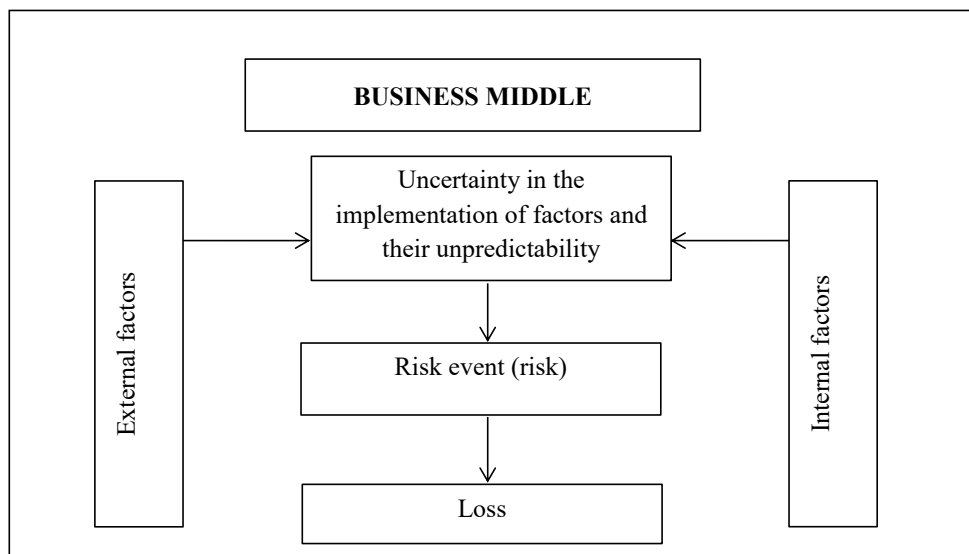 BUSINESS MIDDLE
Uncertainty in the
implementation of factors and
their unpredictability
External factors
Internal factors
Risk event (risk)
Loss